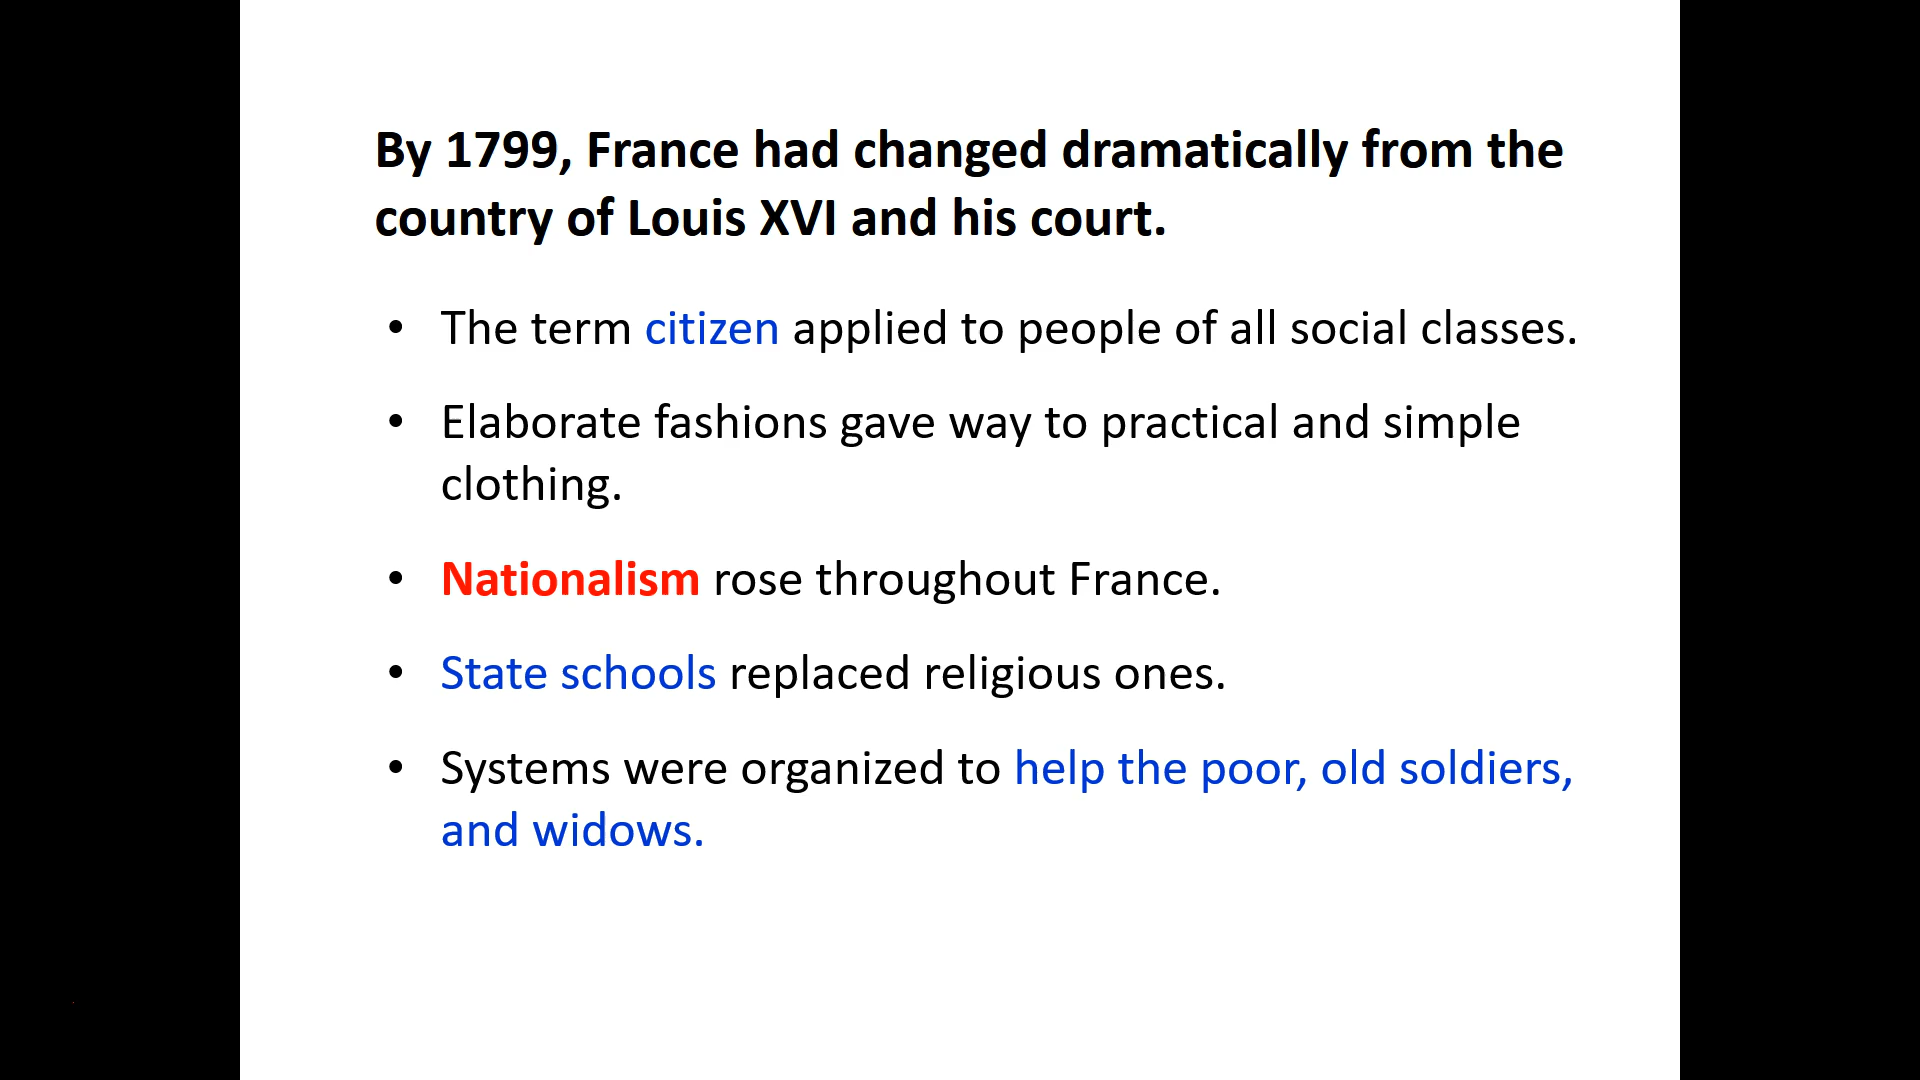 By 1799, France had changed dramatically from the
country of Louis XVI and his court.
• The term citizen applied to people of all social classes.
• Elaborate fashions gave way to practical and simple
clothing.
• Nationalism rose throughout France.
• State schools replaced religious ones.
• Systems were organized to help the poor, old soldiers,
and widows.